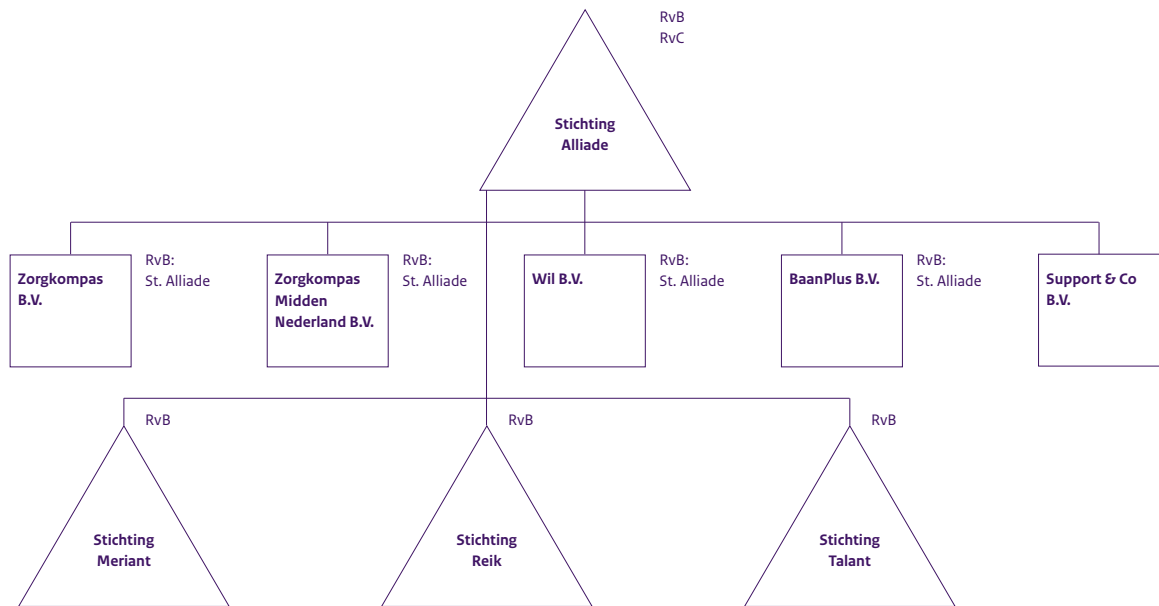 RvB
RvC
Stichting
Alliade
Zorgkompas
B.V.
RvB:
St. Alliade
Zorgkompas
Midden
Nederland B.V.
RvB:
St. Alliade
Wil B.V.
RvB:
St. Alliade
BaanPlus B.V.
RvB:
St. Alliade
Support & Co
B.V.
RvB
Stichting
Meriant
RvB
Stichting
Reik
RvB
Stichting
Talant